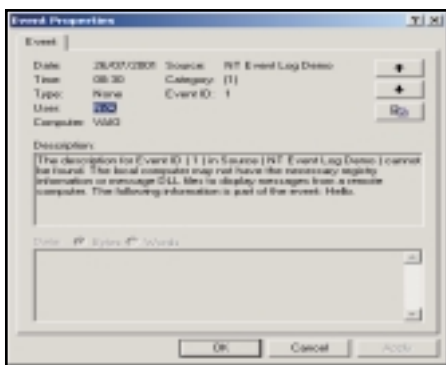 Event Properties
Event
Date: 26/07/2001 Source: NT Event Log Demo
Time: 08:30 Category: (1)
Type: None Event ID: 1
User: N/A
Computer: VAIO
Description:
The description for Event ID ( 1 ) in Source ( NT Event Log Demo ) cannot
be found. The local computer may not have the necessary registry
information or message DLL files to display messages from a remote
computer. The following information is part of the event: Hello.
Data: Bytes Words
OK Cancel Apply